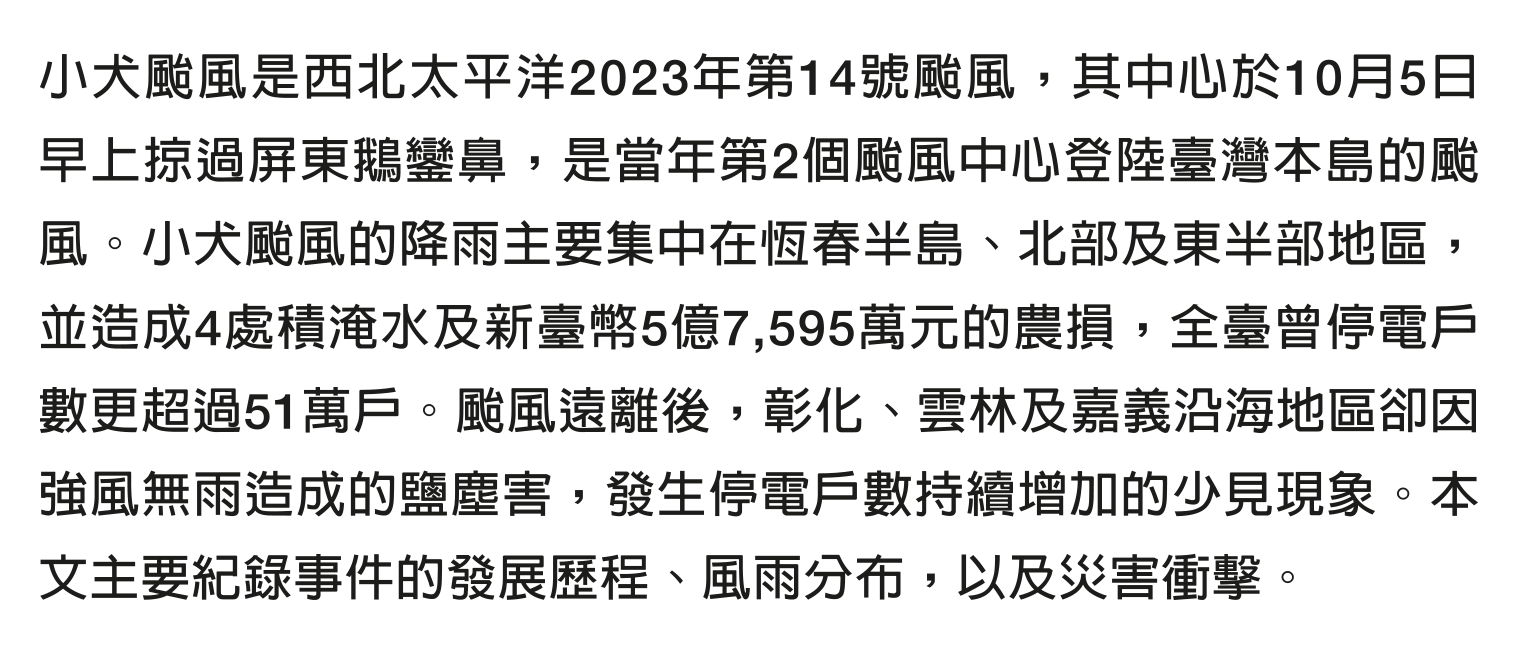 小犬颱風是西北太平洋2023年第14號颱風，其中心於10月5日
早上掠過屏東鵝鑾鼻，是當年第2個颱風中心登陸臺灣本島的颱
風。小犬颱風的降雨主要集中在恆春半島、北部及東半部地區，
並造成4處積淹水及新臺幣5億7,595萬元的農損，全臺曾停電戶
數更超過51萬戶。颱風遠離後，彰化、雲林及嘉義沿海地區卻因
強風無雨造成的鹽塵害，發生停電戶數持續增加的少見現象。本
文主要紀錄事件的發展歷程、風雨分布，以及災害衝擊。